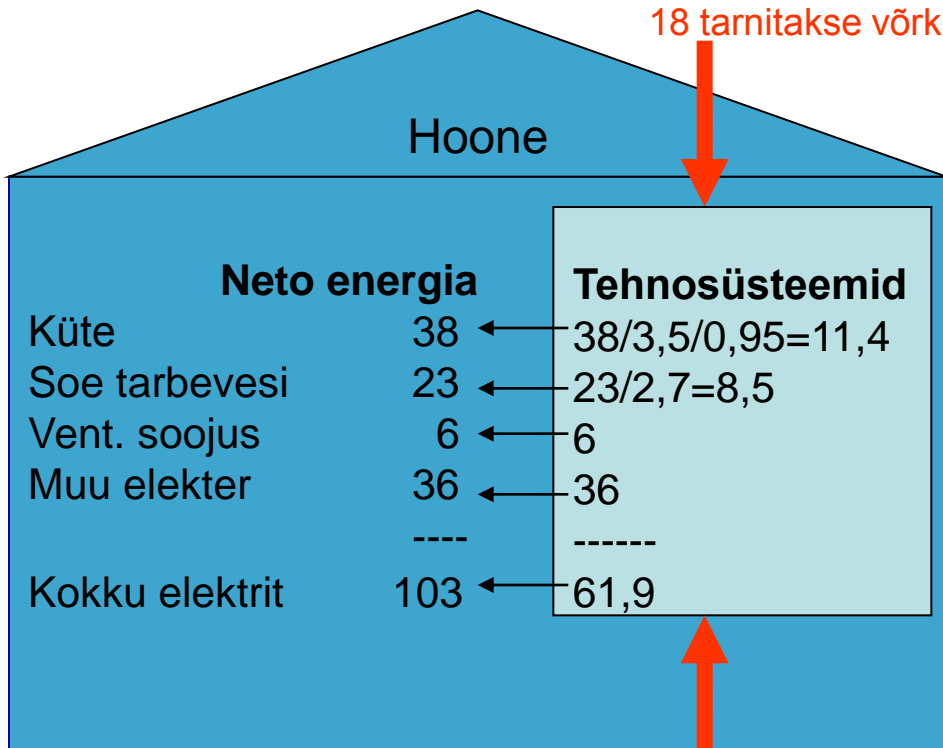 18 tarnitakse võrk
Hoone
Neto energia Tehnosüsteemid
Küte 38 38/3,5/0,95=11,4
Soe tarbevesi 23 23/2,7=8,5
Vent. soojus 6 6
Muu elekter 36 36
---- ------
Kokku elektrit 103 61,9